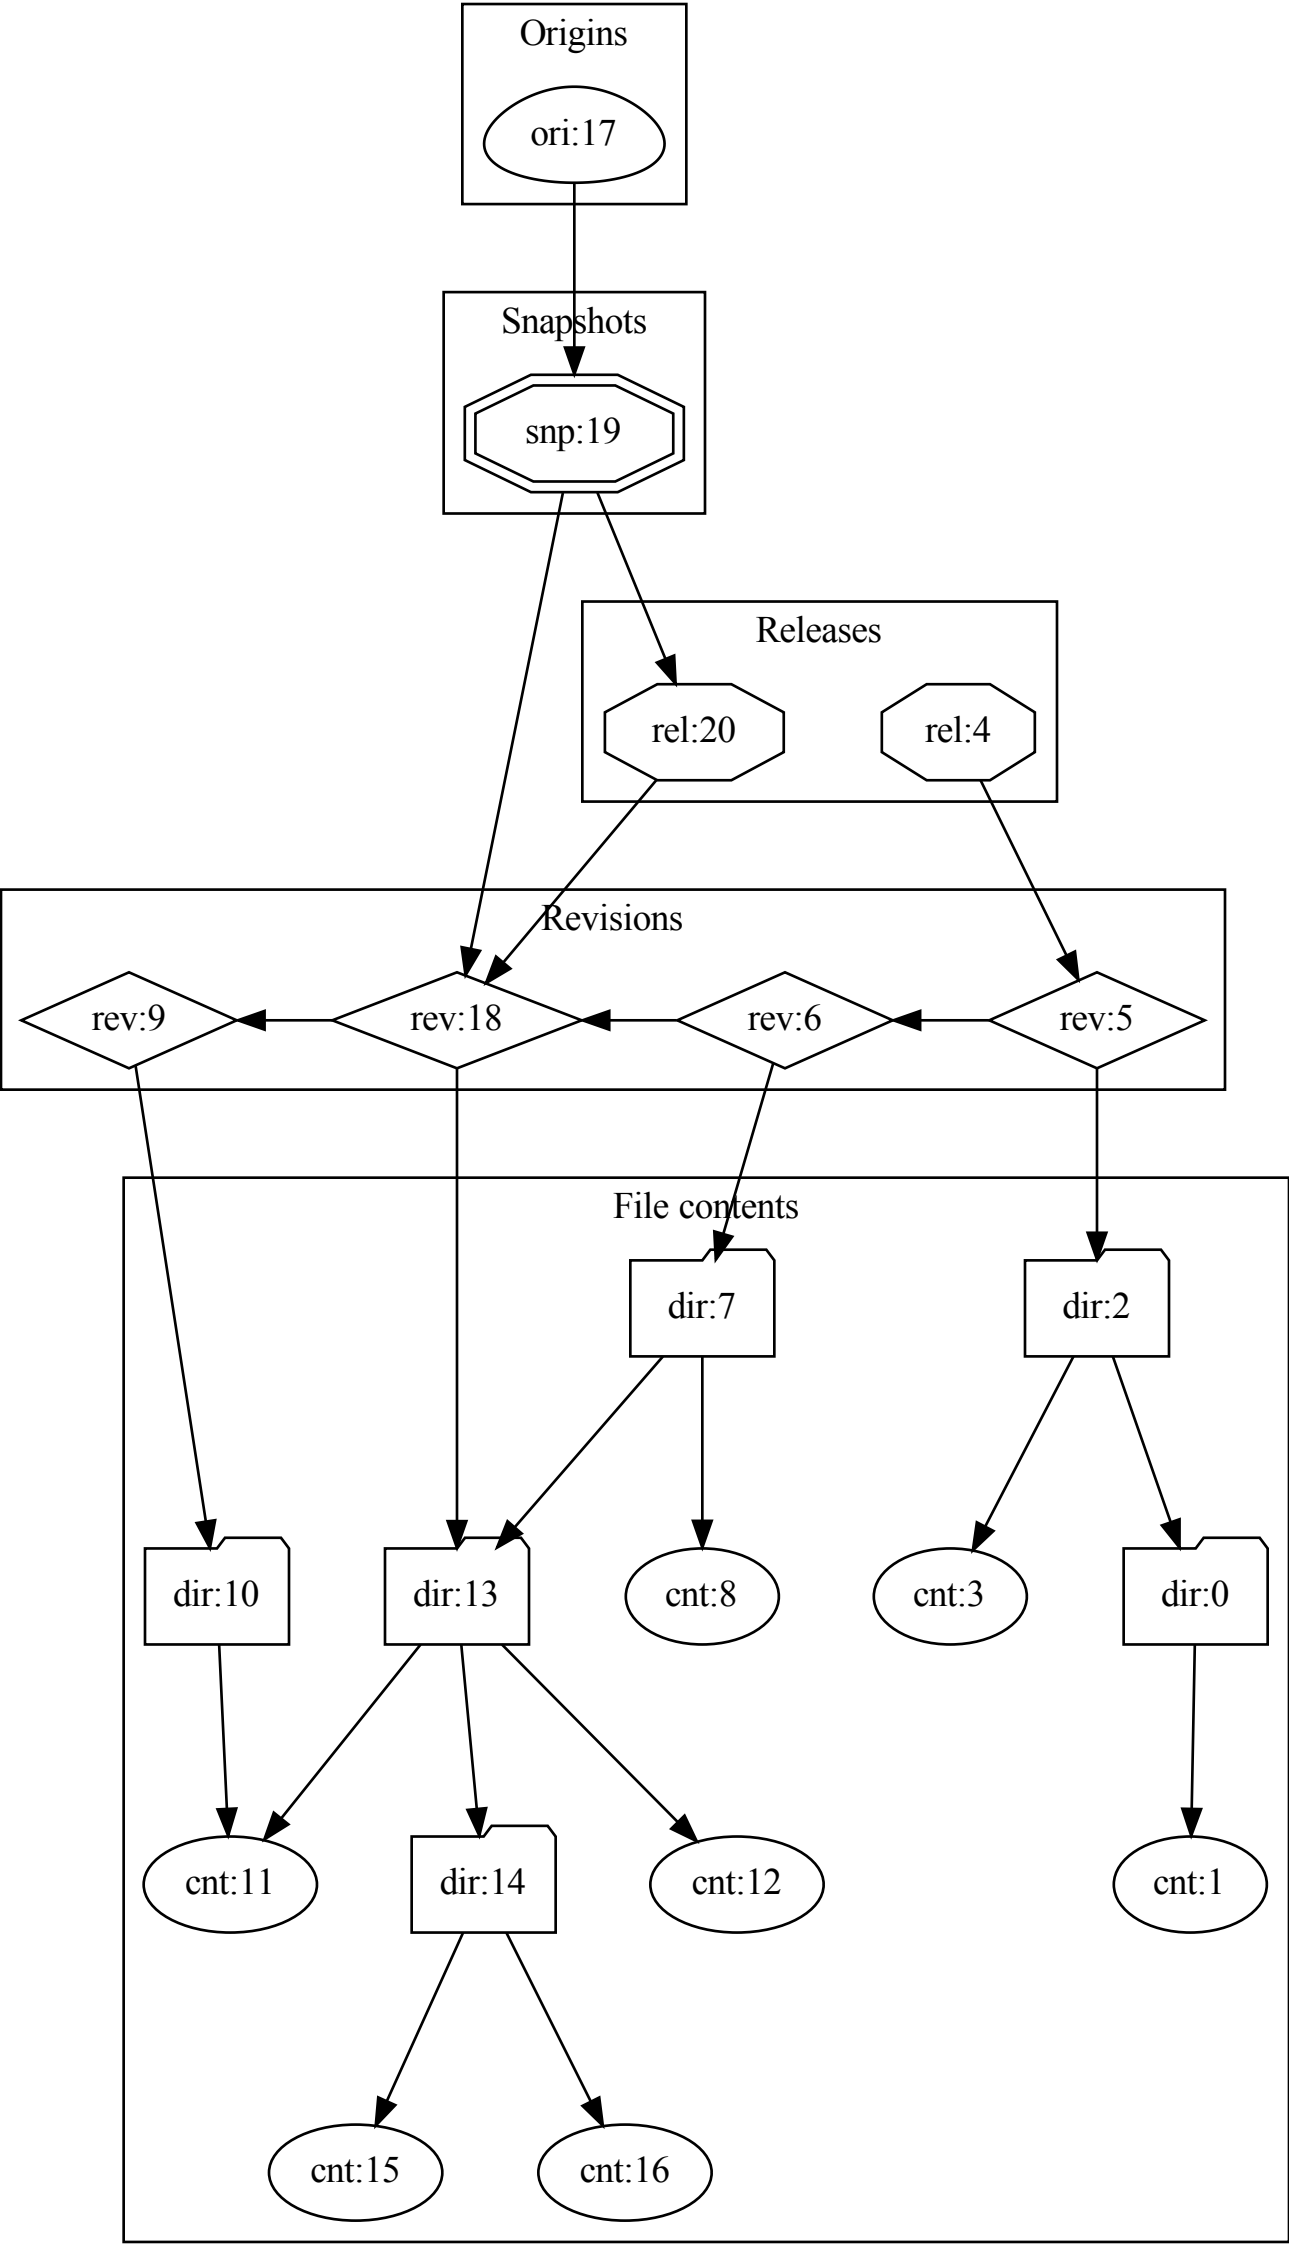 Origins
ori:17
Snapshots
snp:19
Releases
rel:20
rel:4
Revisions
rev:9
rev:18
rev:6
rev:5
File contents
dir:7
dir:2
dir:10
dir:13
cnt:8
cnt:3
dir:0
cnt:11
dir:14
cnt:12
cnt:1
cnt:15
cnt:16